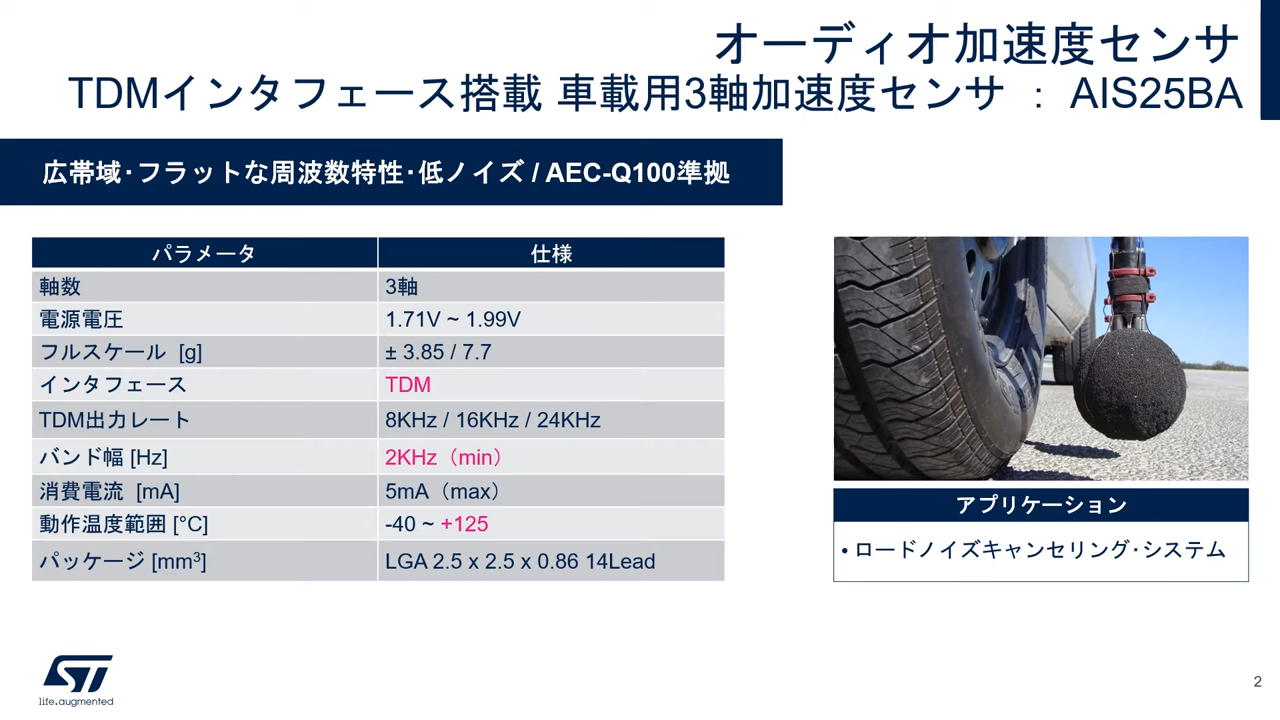 オーディオ加速度センサ
TDMインタフェース搭載 車載用3軸加速度センサ ： AIS25BA
広帯域･フラットな周波数特性･低ノイズ / AEC-Q100準拠
パラメータ 仕様
軸数 3軸
電源電圧 1.71V ~ 1.99V
フルスケール [g] ± 3.85 / 7.7
インタフェース TDM
TDM出力レート 8KHz / 16KHz / 24KHz
バンド幅 [Hz] 2KHz（min）
消費電流 [mA] 5mA（max）
動作温度範囲 [°C] -40 ~ +125
パッケージ [mm³] LGA 2.5 x 2.5 x 0.86 14Lead
アプリケーション
• ロードノイズキャンセリング･システム
ST
life.augmented
2